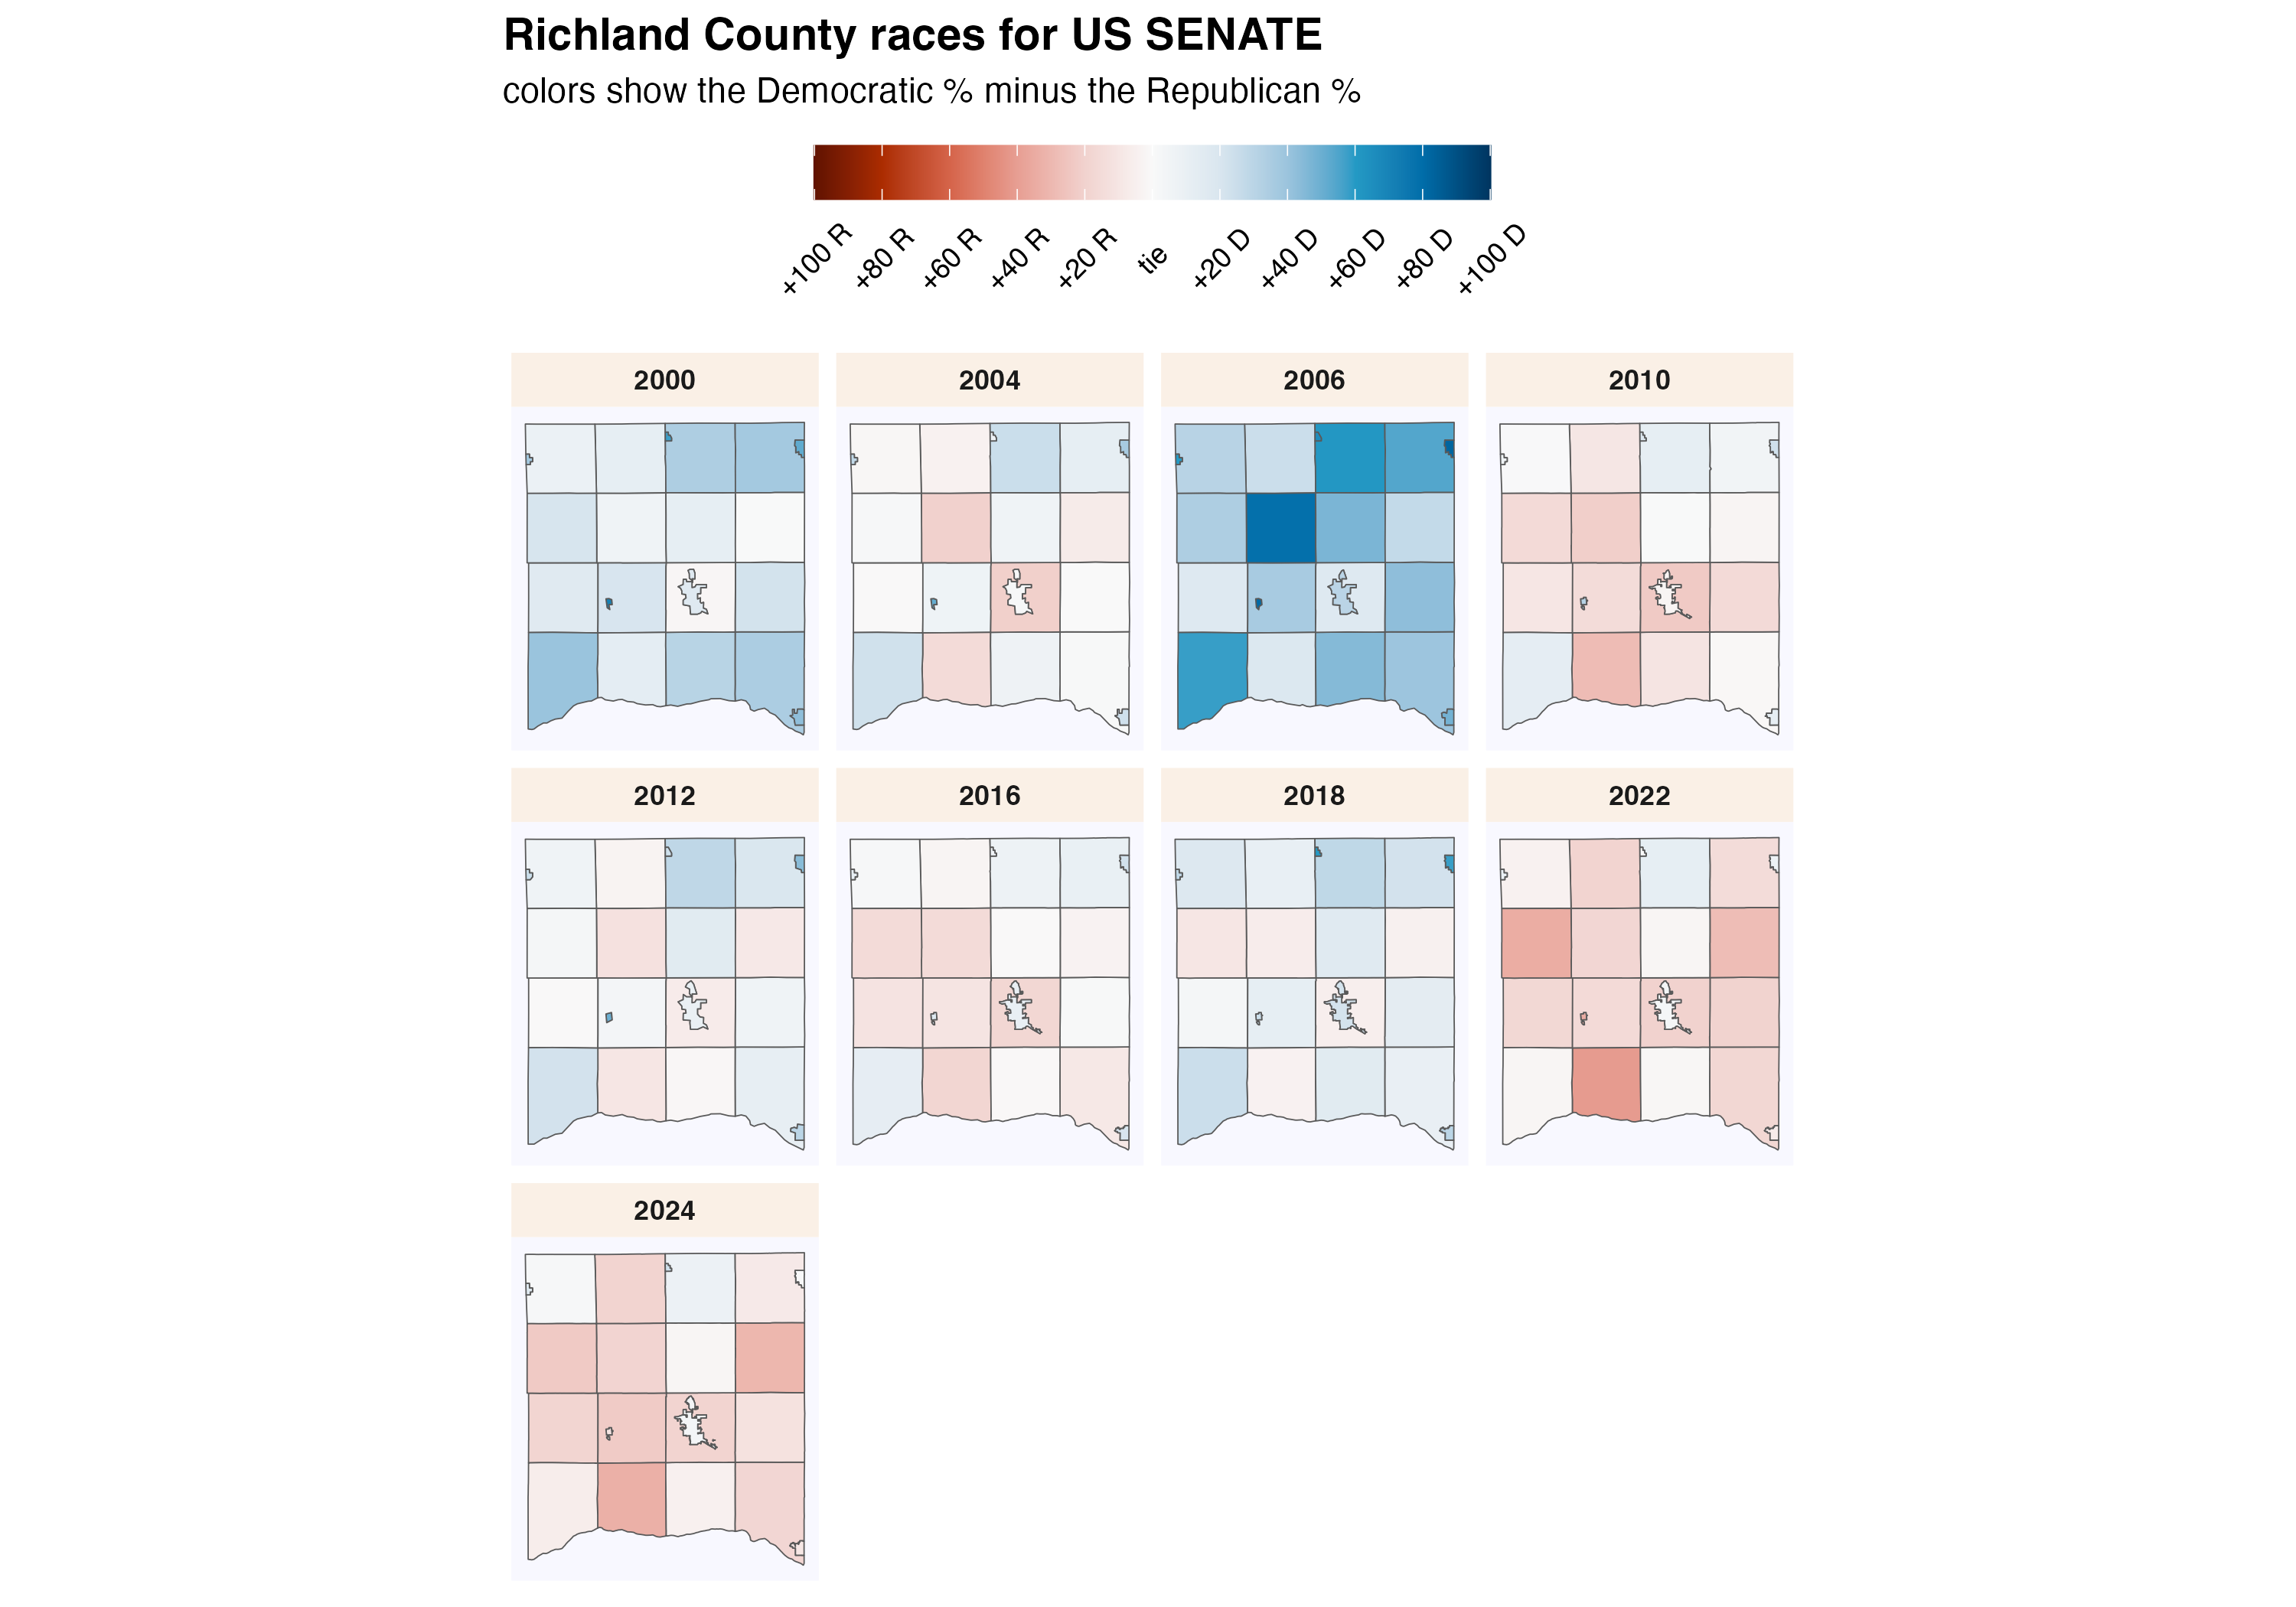 Richland County races for US SENATE
colors show the Democratic % minus the Republican %
+100 R
+80 R
+60 R
+40 R
+20 R
tie
+20 D
+40 D
+60 D
+80 D
+100 D
2000
2004
2006
2010
2012
2016
2018
2022
2024